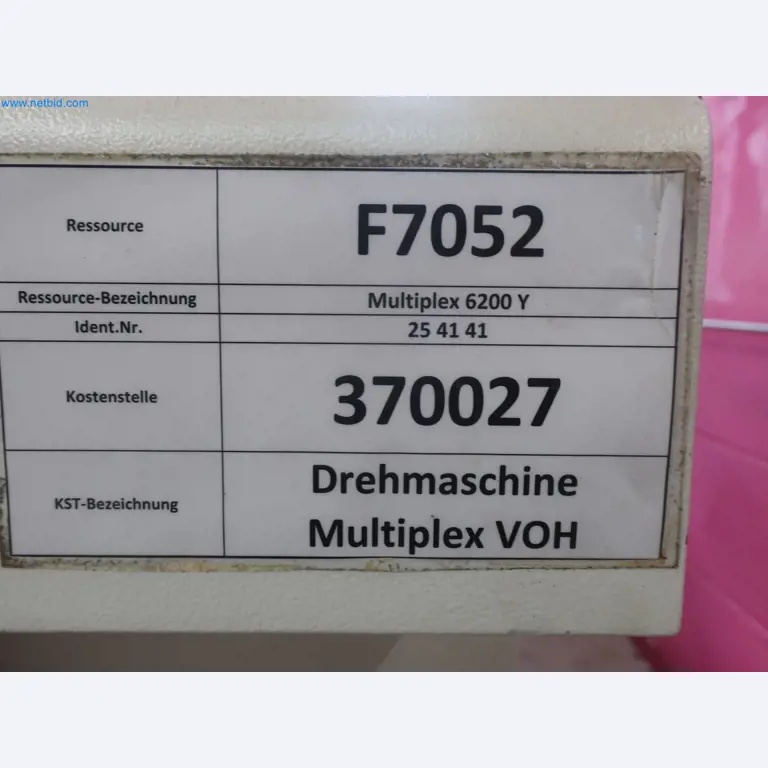 www.netbid.com
Ressource F7052
Ressource-Bezeichnung Multiplex 6200 Y
Ident.Nr. 25 41 41
Kostenstelle 370027
KST-Bezeichnung Drehmaschine
Multiplex VOH